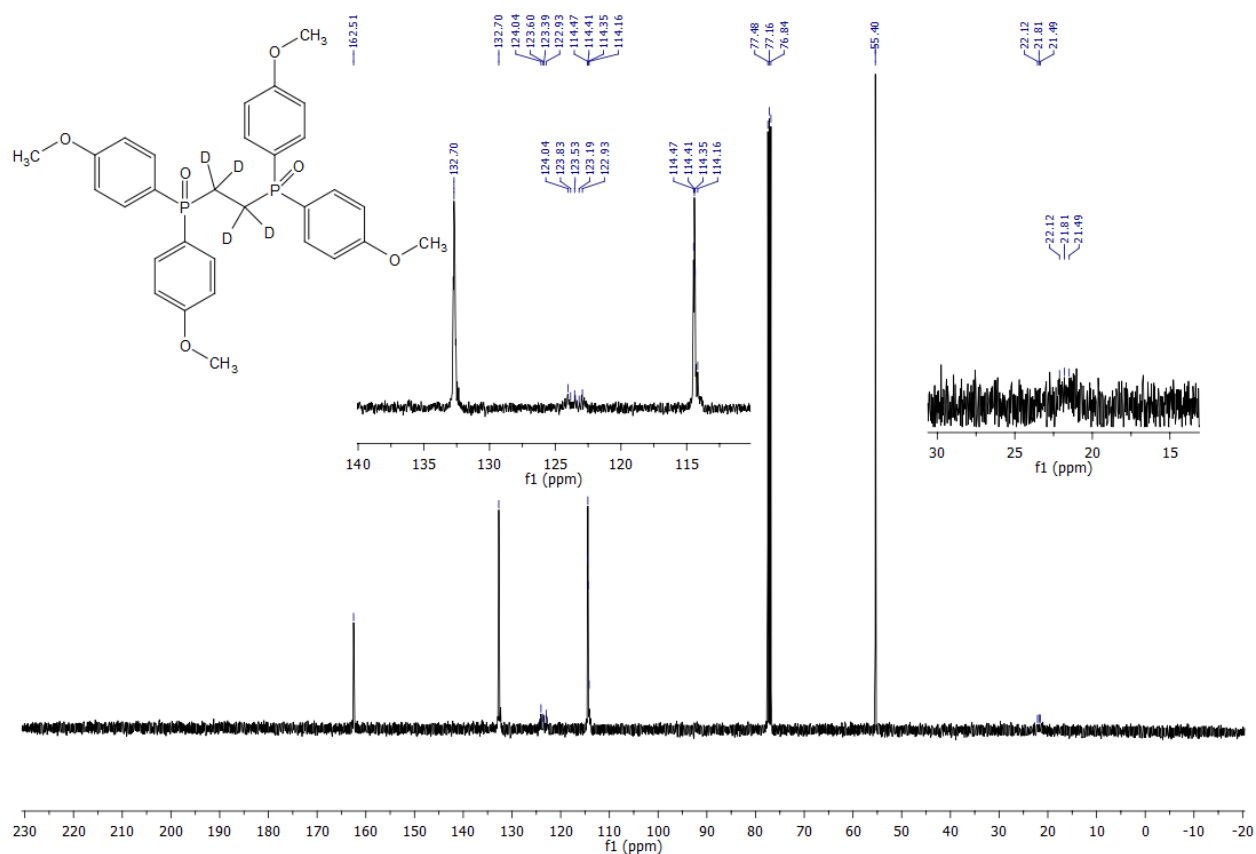 162.51
132.70
124.04
123.60
123.39
122.93
114.47
114.41
114.35
114.16
77.48
77.16
76.84
55.40
22.12
21.81
21.49
CH3
O
O
H3C
O
D
D
O
P
P
D
D
O
CH3
O
CH3
132.70
124.04
123.83
123.53
123.19
122.93
114.47
114.41
114.35
114.16
22.12
21.81
21.49
140 135 130 125 120 115
f1 (ppm)
30 25 20 15
f1 (ppm)
230 220 210 200 190 180 170 160 150 140 130 120 110 100 90 80 70 60 50 40 30 20 10 0 -10 -20
f1 (ppm)